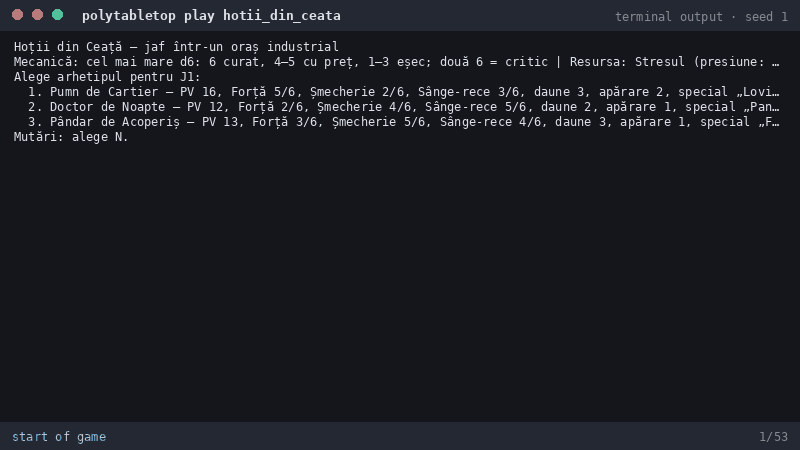 polytabletop play hotii_din_ceata
terminal output · seed 1
Hoții din Ceață — jaf într-un oraș industrial
Mecanică: cel mai mare d6: 6 curat, 4–5 cu preț, 1–3 eșec; două 6 = critic | Resursa: Stresul (presiune: …
Alege arhetipul pentru J1:
1. Pumn de Cartier — PV 16, Forță 5/6, Șmecherie 2/6, Sânge-rece 3/6, daune 3, apărare 2, special „Lovi…
2. Doctor de Noapte — PV 12, Forță 2/6, Șmecherie 4/6, Sânge-rece 5/6, daune 2, apărare 1, special „Pan…
3. Pândar de Acoperiș — PV 13, Forță 3/6, Șmecherie 5/6, Sânge-rece 4/6, daune 3, apărare 1, special „F…
Mutări: alege N.
start of game
1/53